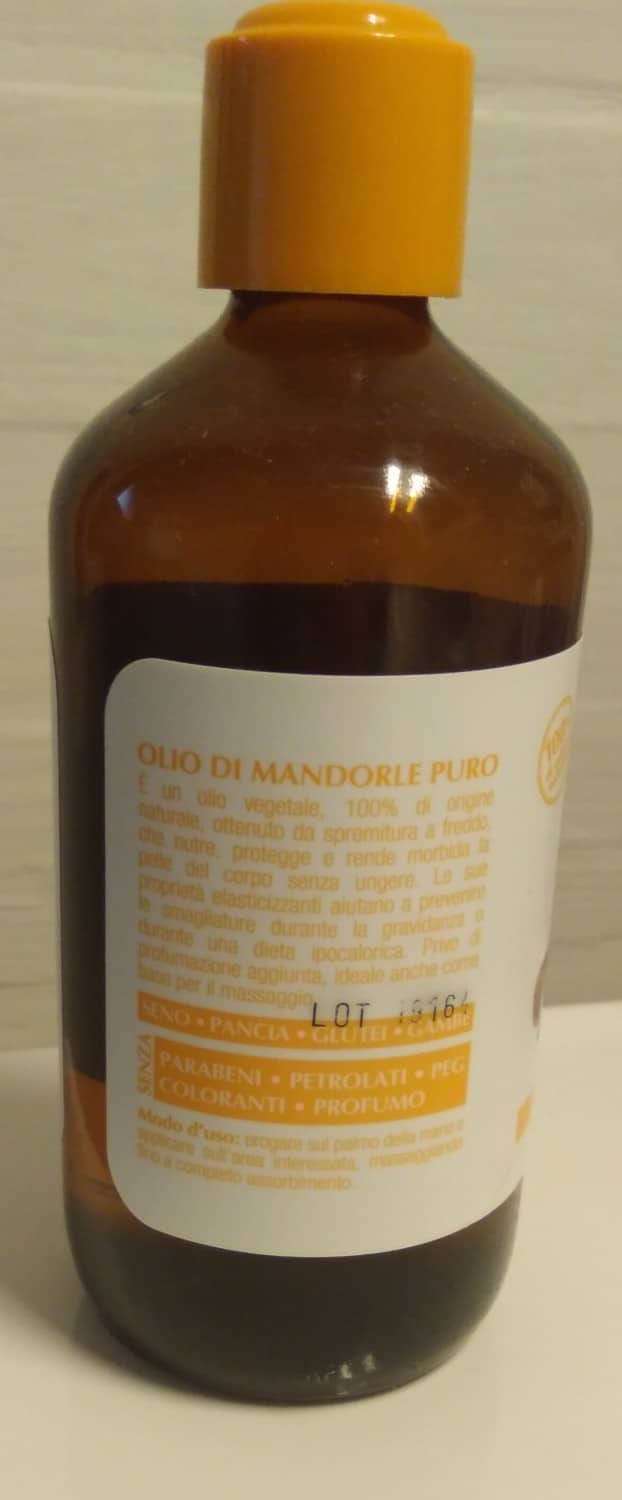 OLIO DI MANDORLE PURO
È un olio vegetale, 100% di origine
naturale, ottenuto da spremitura a freddo,
che nutre, protegge e rende morbida la
pelle del corpo senza ungere. Le sue
proprietà elasticizzanti aiutano a prevenire
le smagliature durante la gravidanza o
durante una dieta ipocalorica. Privo di
profumazione aggiunta, ideale anche come
base per il massaggio.
LOT
SENO • PANCIA • GLUTEI • GAMBE
SENZA
PARABENI • PETROLATI • PEG
COLORANTI • PROFUMO
Modo d'uso: erogare sul palmo della mano e
applicare sull'area interessata, massaggiando
fino a completo assorbimento.
100%